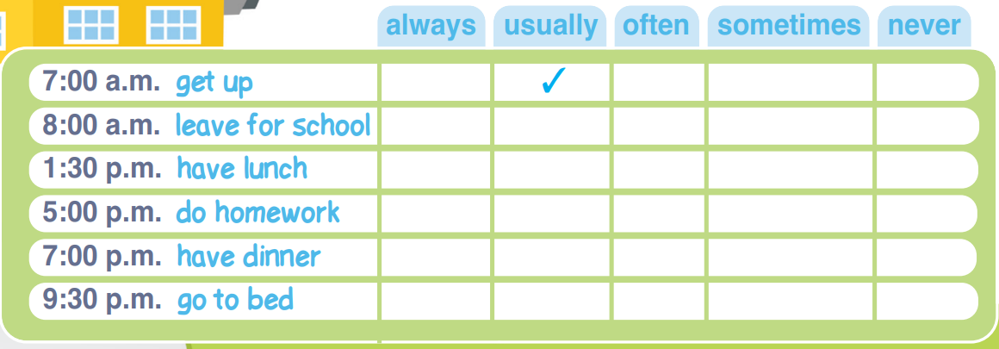 always usually often sometimes never
7:00 a.m. get up ✓
8:00 a.m. leave for school
1:30 p.m. have lunch
5:00 p.m. do homework
7:00 p.m. have dinner
9:30 p.m. go to bed